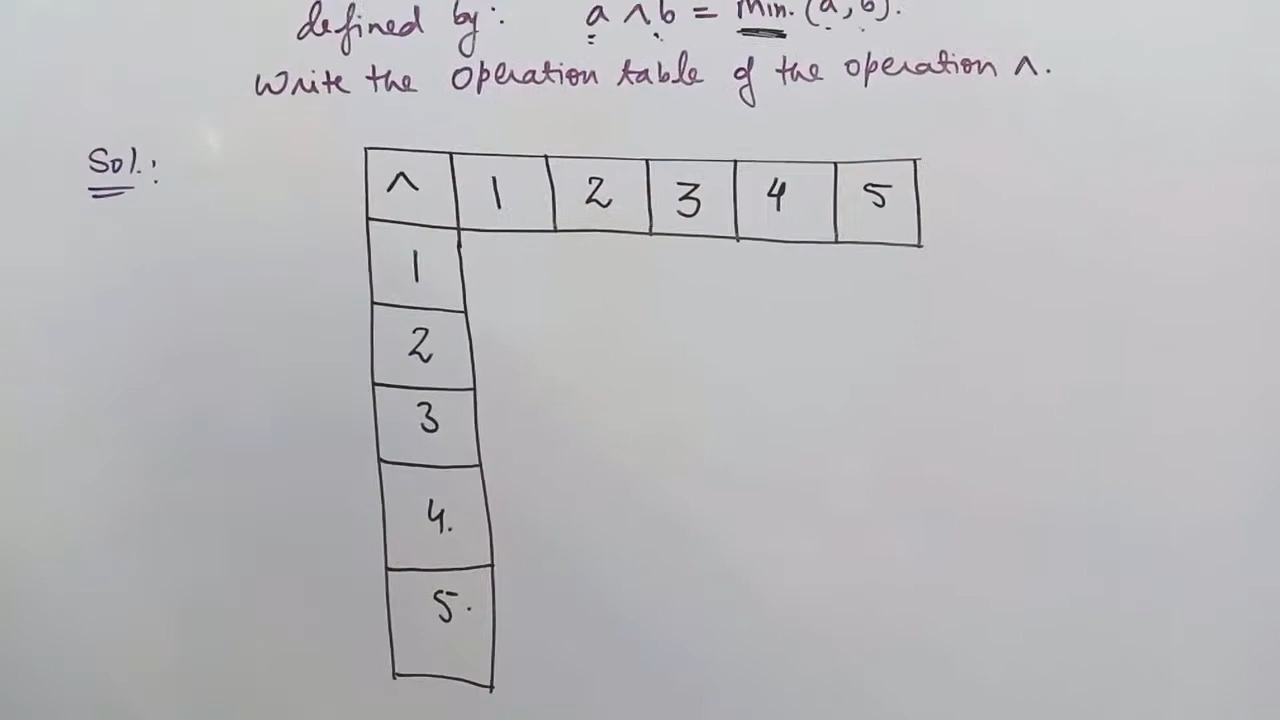 defined by: a ∧ b = min. (a, b).
Write the operation table of the operation ∧.
Sol.:
∧ 1 2 3 4 5
1
2
3
4.
5.